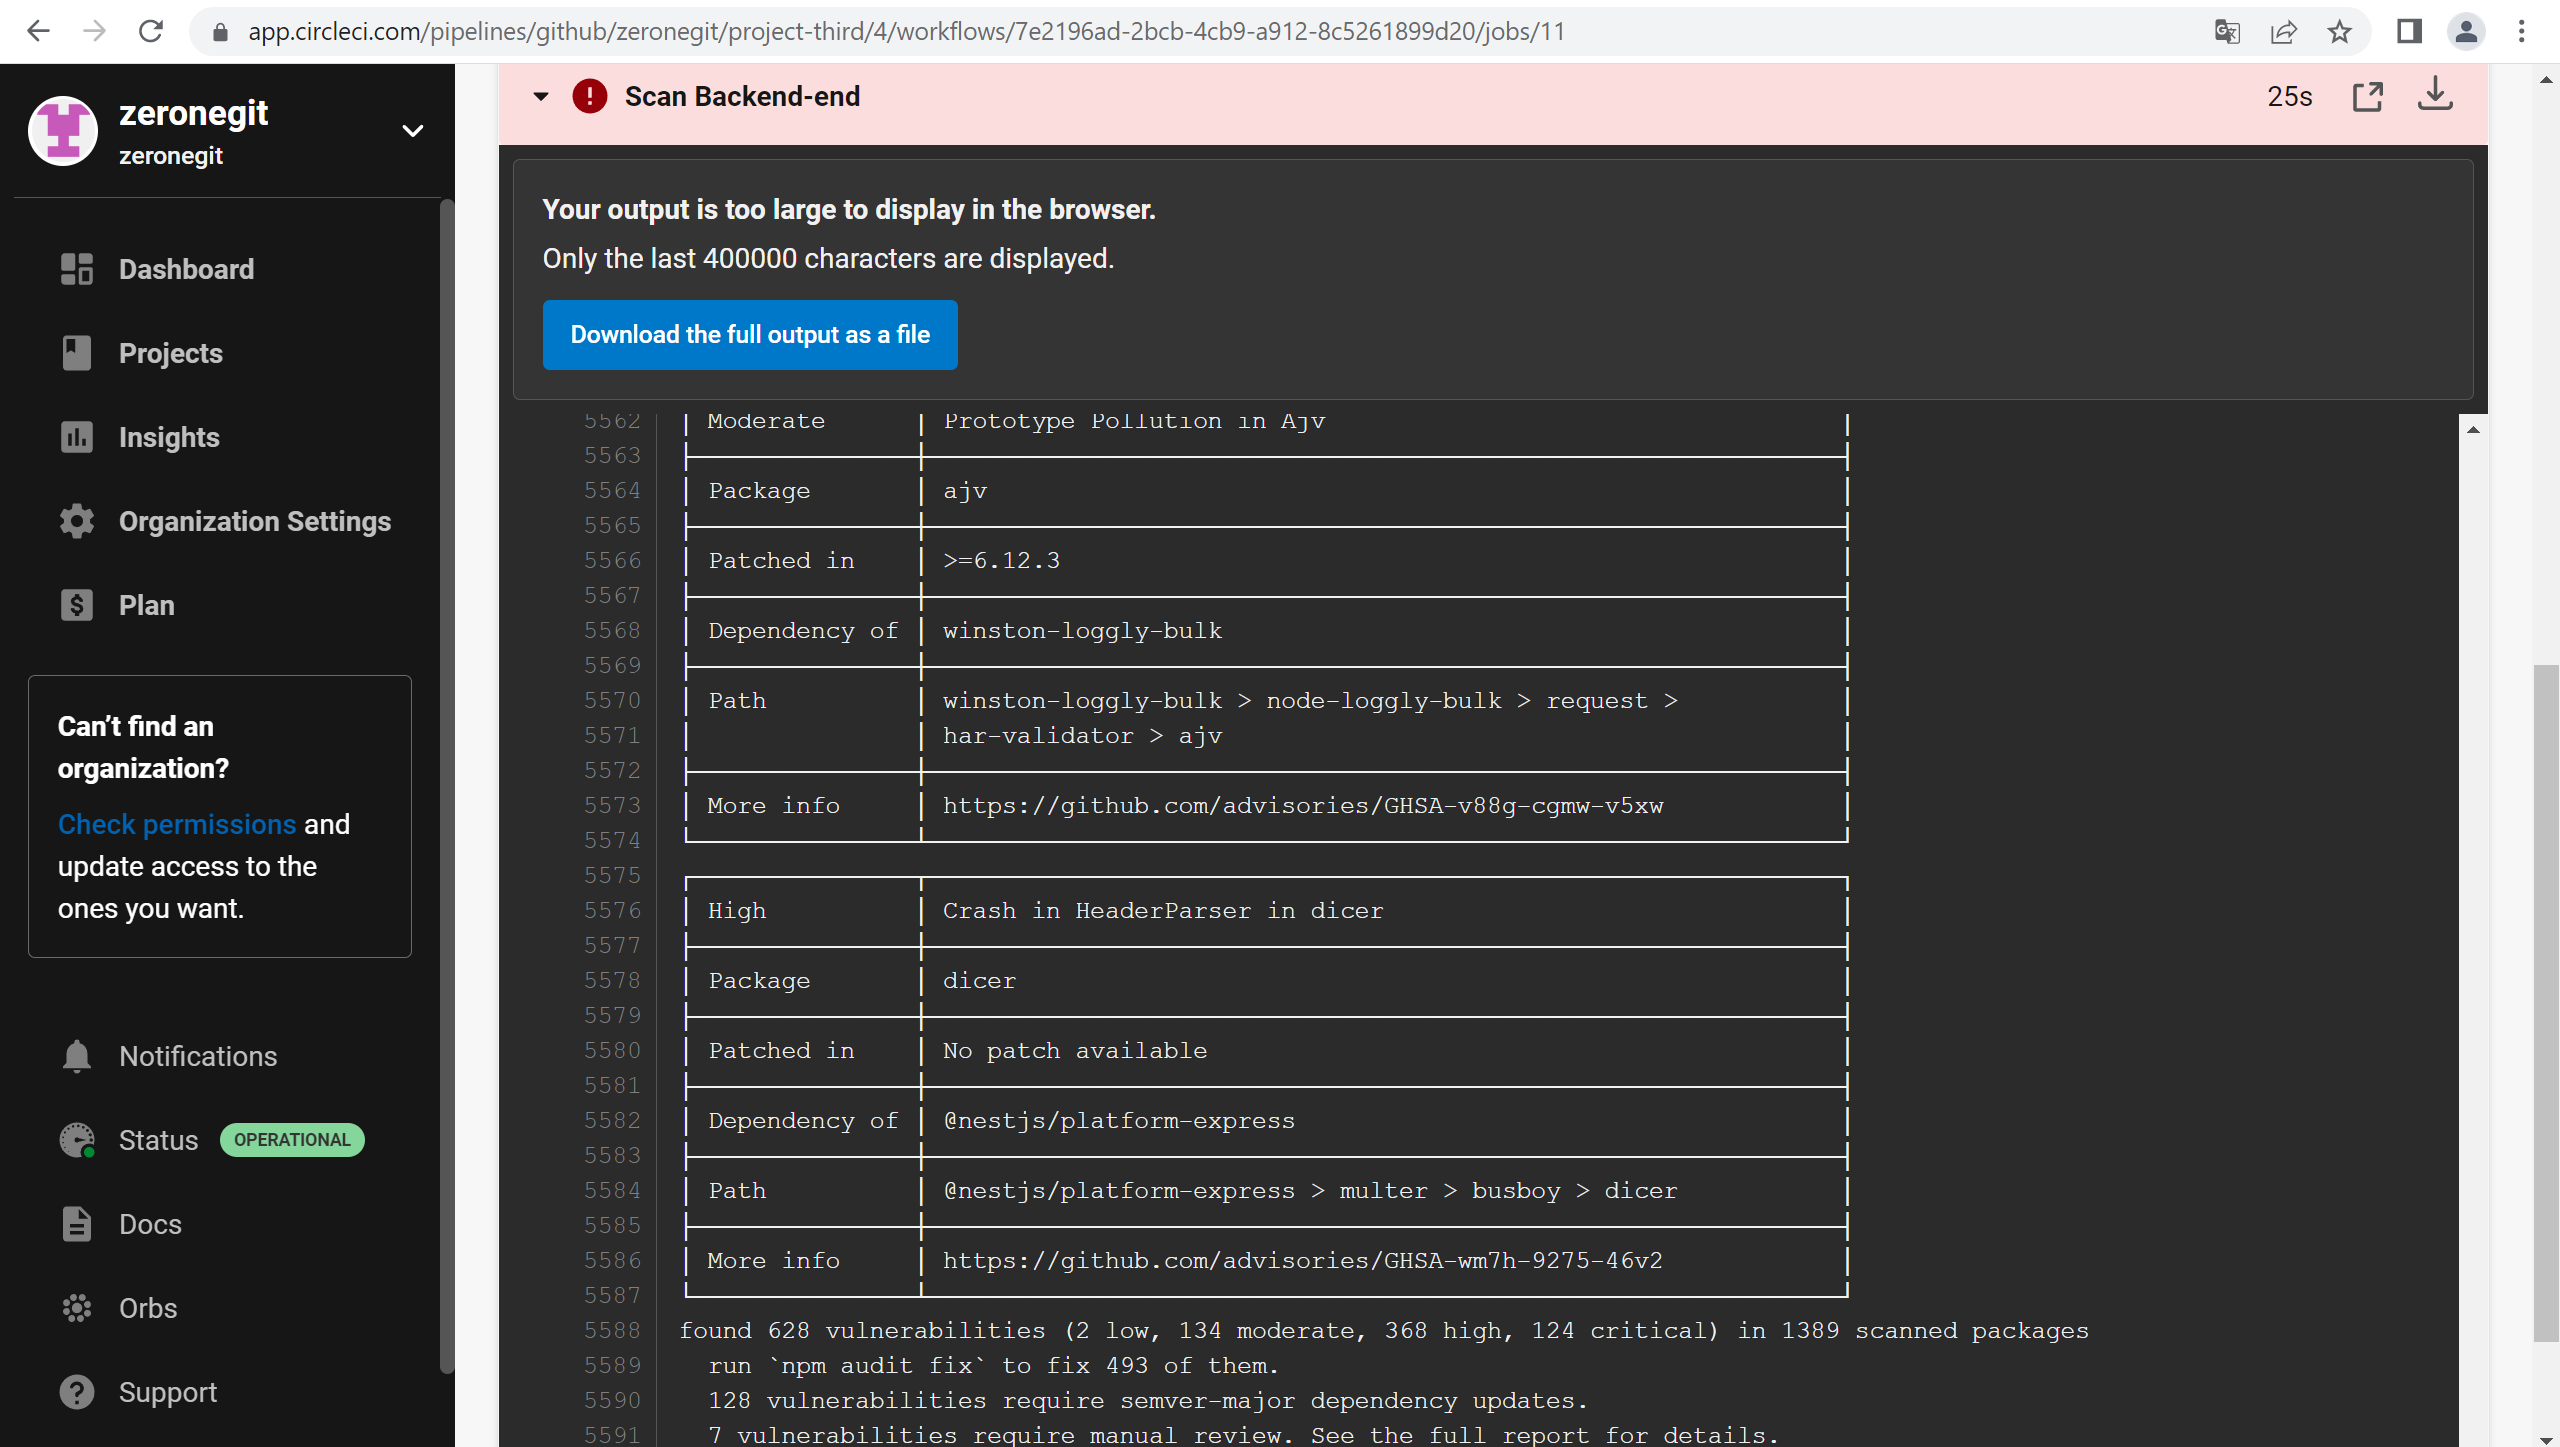 app.circleci.com/pipelines/github/zeronegit/project-third/4/workflows/7e2196ad-2bcb-4cb9-a912-8c5261899d20/jobs/11
zeronegit
zeronegit
Dashboard
Projects
Insights
Organization Settings
Plan
Can't find an
organization?
Check permissions and
update access to the
ones you want.
Notifications
Status OPERATIONAL
Docs
Orbs
Support
Scan Backend-end 25s
Your output is too large to display in the browser.
Only the last 400000 characters are displayed.
Download the full output as a file
5562 │ Moderate │ Prototype Pollution in Ajv │
5563
5564 │ Package │ ajv │
5565
5566 │ Patched in │ >=6.12.3 │
5567
5568 │ Dependency of │ winston-loggly-bulk │
5569
5570 │ Path │ winston-loggly-bulk > node-loggly-bulk > request > │
5571 │ │ har-validator > ajv │
5572
5573 │ More info │ https://github.com/advisories/GHSA-v88g-cgmw-v5xw │
5574
5575
5576 │ High │ Crash in HeaderParser in dicer │
5577
5578 │ Package │ dicer │
5579
5580 │ Patched in │ No patch available │
5581
5582 │ Dependency of │ @nestjs/platform-express │
5583
5584 │ Path │ @nestjs/platform-express > multer > busboy > dicer │
5585
5586 │ More info │ https://github.com/advisories/GHSA-wm7h-9275-46v2 │
5587
5588 found 628 vulnerabilities (2 low, 134 moderate, 368 high, 124 critical) in 1389 scanned packages
5589 run `npm audit fix` to fix 493 of them.
5590 128 vulnerabilities require semver-major dependency updates.
5591 7 vulnerabilities require manual review. See the full report for details.